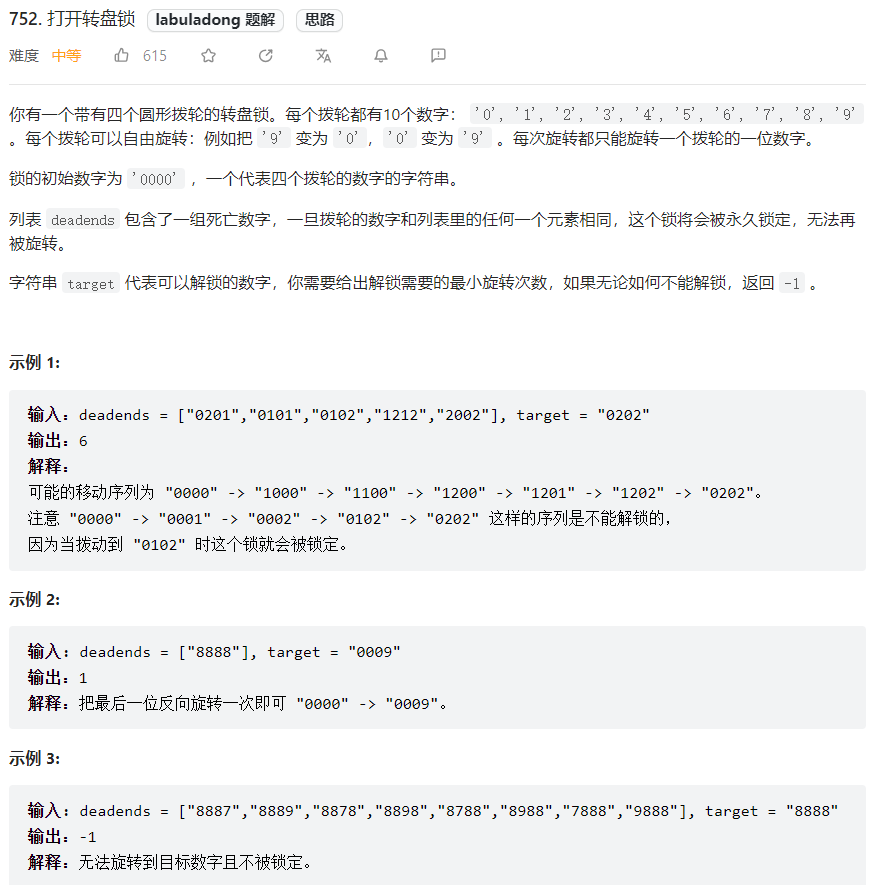 752. 打开转盘锁 labuladong 题解 思路
难度 中等 615
你有一个带有四个圆形拨轮的转盘锁。每个拨轮都有10个数字： '0', '1', '2', '3', '4', '5', '6', '7', '8', '9'
。每个拨轮可以自由旋转：例如把 '9' 变为 '0'，'0' 变为 '9' 。每次旋转都只能旋转一个拨轮的一位数字。
锁的初始数字为 '0000' ，一个代表四个拨轮的数字的字符串。
列表 deadends 包含了一组死亡数字，一旦拨轮的数字和列表里的任何一个元素相同，这个锁将会被永久锁定，无法再
被旋转。
字符串 target 代表可以解锁的数字，你需要给出解锁需要的最小旋转次数，如果无论如何不能解锁，返回 -1 。
示例 1:
输入：deadends = ["0201","0101","0102","1212","2002"], target = "0202"
输出：6
解释：
可能的移动序列为 "0000" -> "1000" -> "1100" -> "1200" -> "1201" -> "1202" -> "0202"。
注意 "0000" -> "0001" -> "0002" -> "0102" -> "0202" 这样的序列是不能解锁的，
因为当拨动到 "0102" 时这个锁就会被锁定。
示例 2:
输入: deadends = ["8888"], target = "0009"
输出：1
解释：把最后一位反向旋转一次即可 "0000" -> "0009"。
示例 3:
输入: deadends = ["8887","8889","8878","8898","8788","8988","7888","9888"], target = "8888"
输出：-1
解释：无法旋转到目标数字且不被锁定。